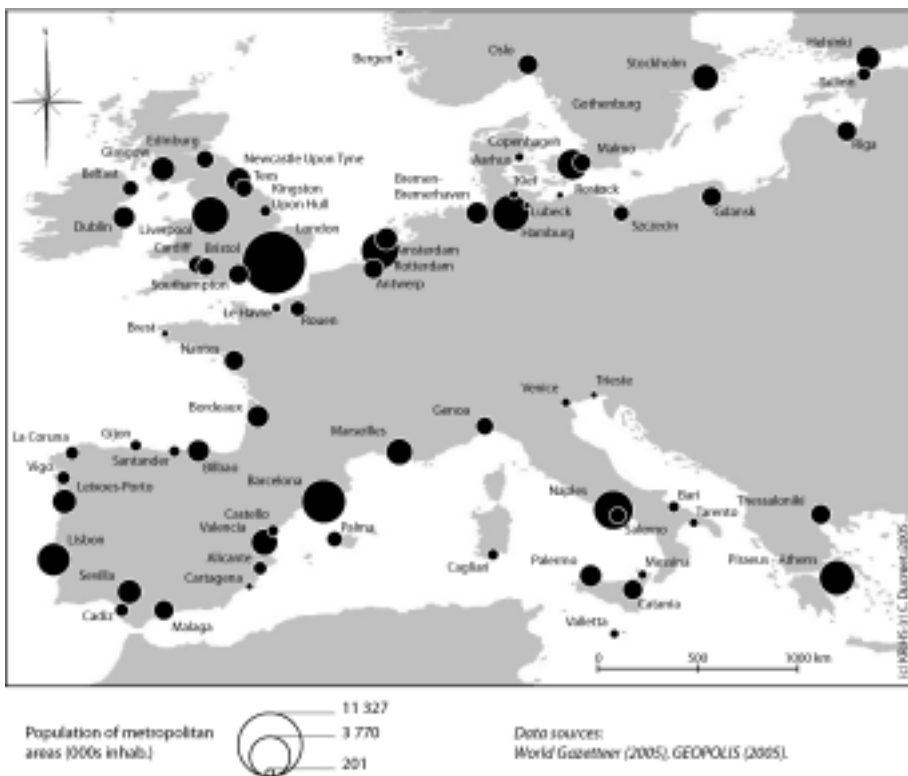 Bergen
Oslo
Stockholm
Helsinki
Tallinn
Gothenburg
Riga
Copenhagen
Malmo
Aarhus
Edinburg
Glasgow
Newcastle Upon Tyne
Tees
Belfast
Kingston
Upon Hull
Bremen-
Bremerhaven
Kiel
Rostock
Lübeck
Gdansk
Dublin
Liverpool
London
Hamburg
Szczecin
Cardiff
Bristol
Amsterdam
Rotterdam
Southampton
Antwerp
Le Havre
Rouen
Brest
Nantes
Venice
Trieste
Bordeaux
Genoa
La Coruna
Gijon
Marseilles
Santander
Bilbao
Vigo
Barcelona
Leixoes-Porto
Naples
Bari
Thessaloniki
Castello
Tarento
Valencia
Palma
Salerno
Lisbon
Alicante
Cagliari
Palermo
Messina
Piraeus - Athens
Sevilla
Cartagena
Catania
Cadiz
Malaga
Valletta
0 500 1000 km
(c) KRIHS (r) C. Ducruet 2005
11 327
Population of metropolitan
areas (000s inhab.)
3 770
201
Data sources:
World Gazetteer (2005), GEOPOLIS (2005).